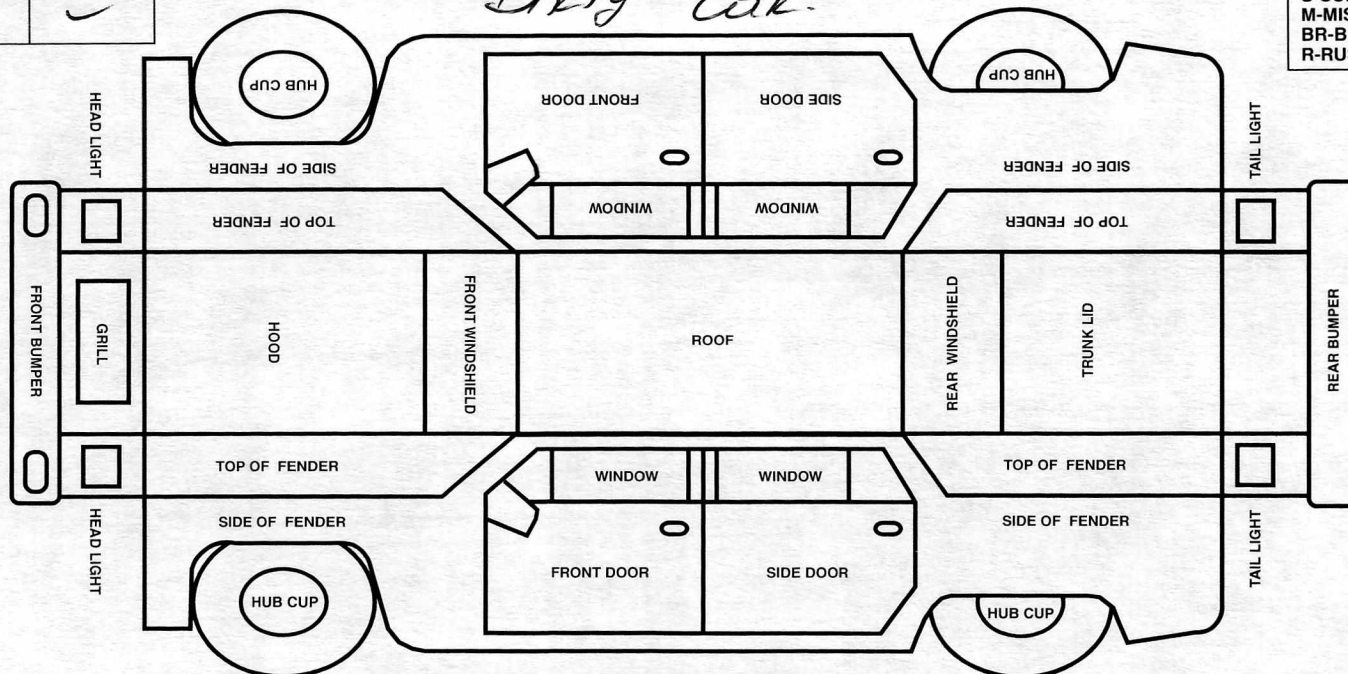 Dirty Car.
M-MIS
BR-B
R-RU
HUB CUP
HUB CUP
HEAD LIGHT
FRONT DOOR
SIDE DOOR
TAIL LIGHT
SIDE OF FENDER
SIDE OF FENDER
TOP OF FENDER
WINDOW
WINDOW
TOP OF FENDER
FRONT BUMPER
GRILL
HOOD
FRONT WINDSHIELD
ROOF
REAR WINDSHIELD
TRUNK LID
REAR BUMPER
TOP OF FENDER
WINDOW
WINDOW
TOP OF FENDER
HEAD LIGHT
SIDE OF FENDER
SIDE OF FENDER
TAIL LIGHT
FRONT DOOR
SIDE DOOR
HUB CUP
HUB CUP